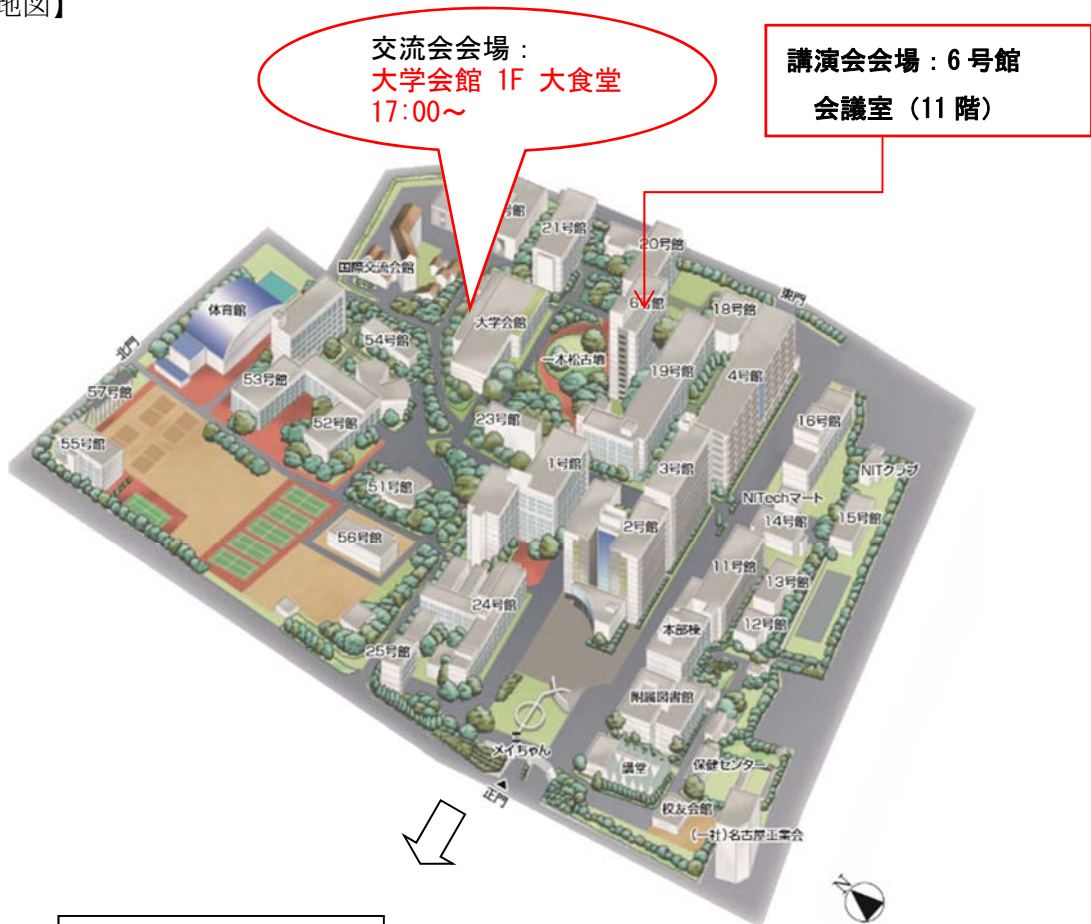 地図】
交流会会場：
大学会館 1F 大食堂
17:00～
講演会会場：6 号館
会議室（11 階）
号館
21号館
20号館
国際交流会館
東門
体育館
6号館
18号館
大学会館
54号館
一本松古墳
北門
19号館
4号館
53号館
57号館
52号館
23号館
16号館
55号館
1号館
3号館
NITクラブ
51号館
NITechマート
2号館
14号館
15号館
56号館
11号館
13号館
24号館
12号館
本部棟
25号館
附属図書館
メイちゃん
講堂
保健センター
正門
校友会館
(一社)名古屋工業会
N